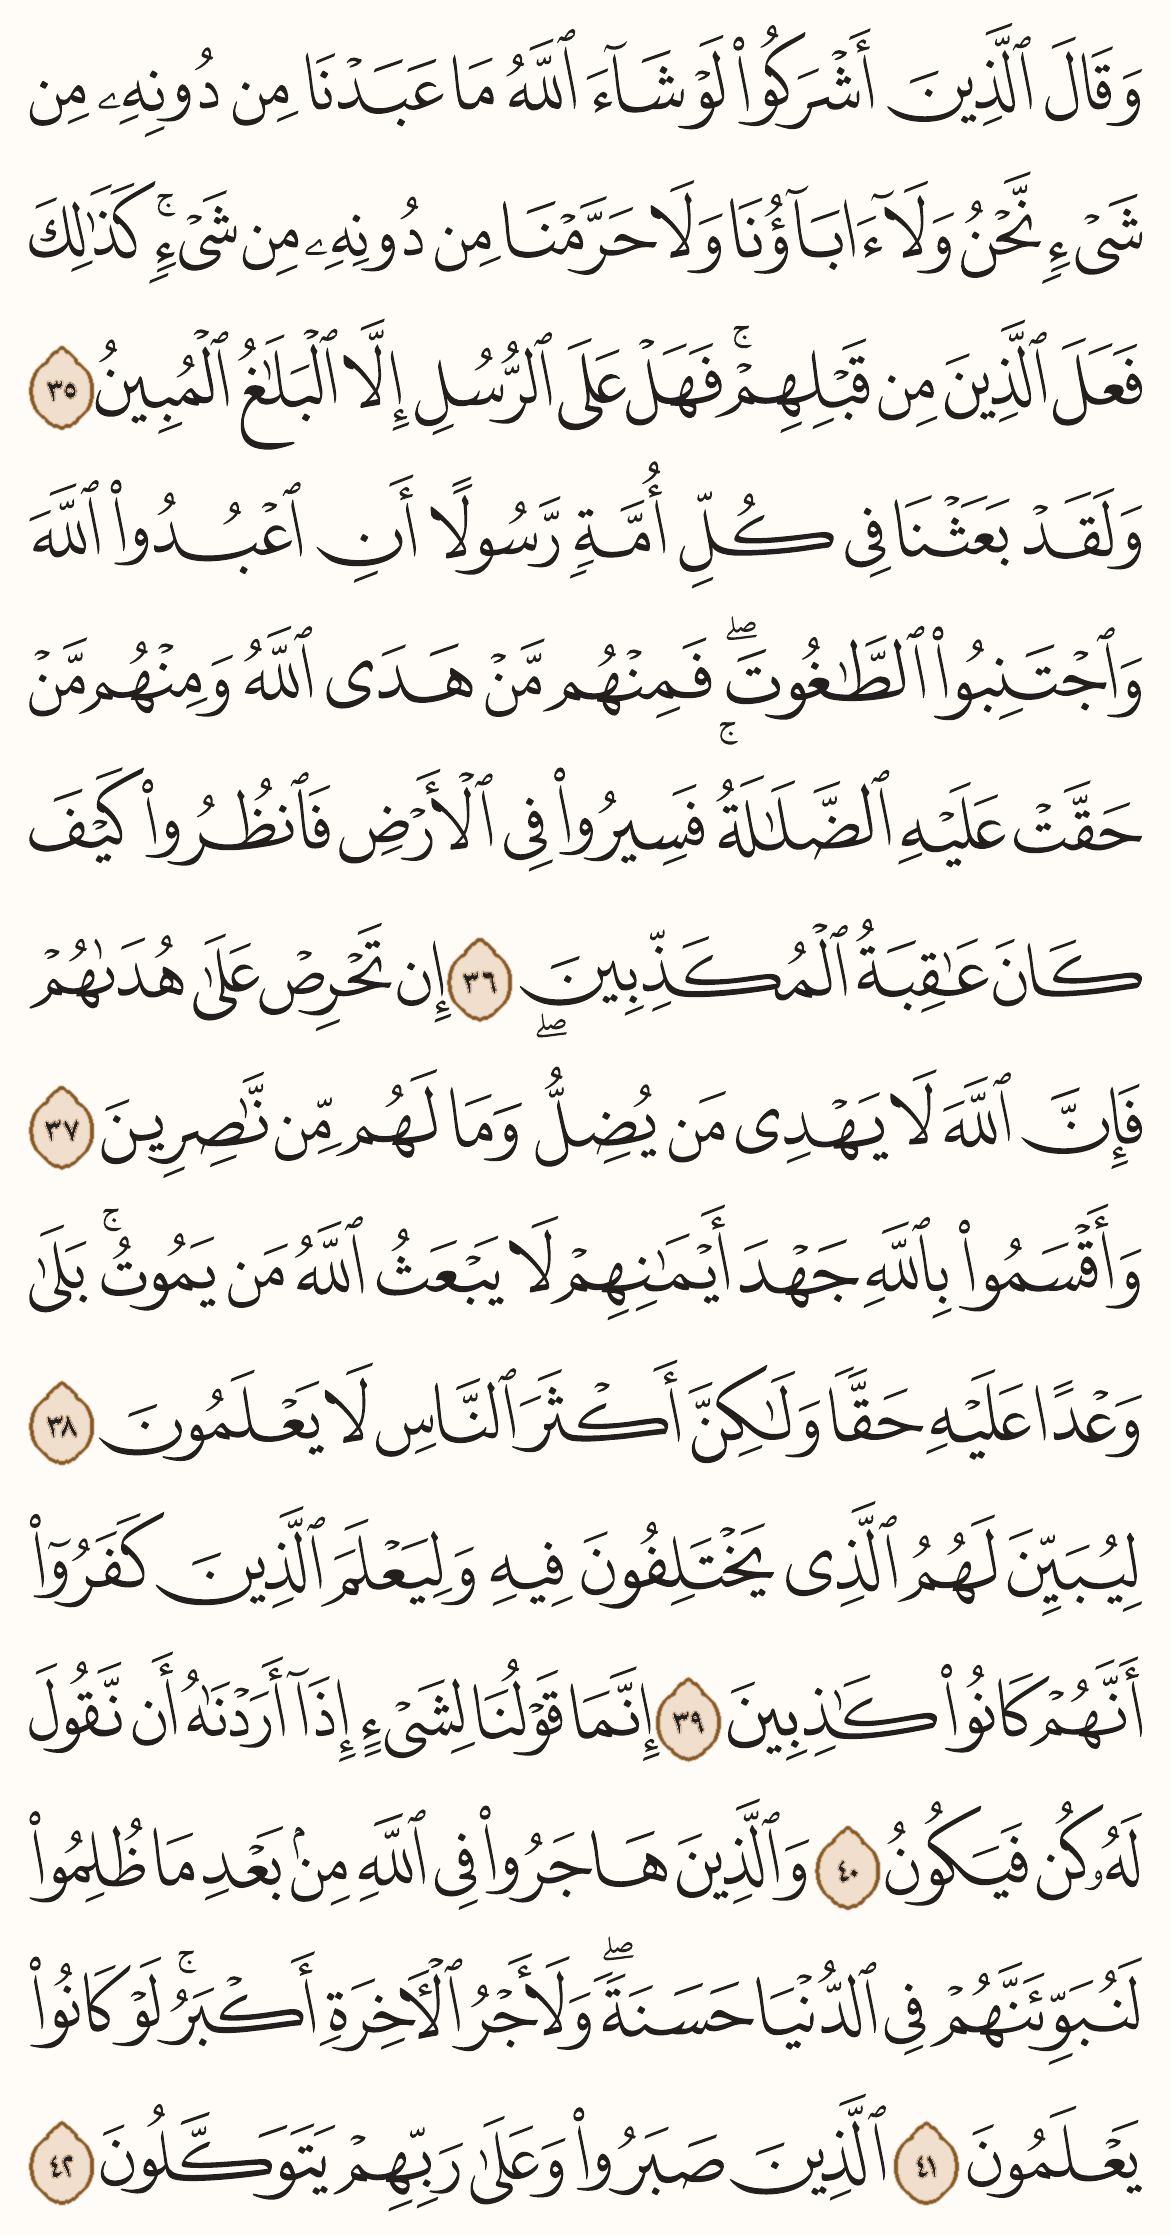 وَقَالَ ٱلَّذِينَ أَشۡرَكُواْ لَوۡ شَآءَ ٱللَّهُ مَا عَبَدۡنَا مِن دُونِهِۦ مِن
شَيۡءٖ نَّحۡنُ وَلَآ ءَابَآؤُنَا وَلَا حَرَّمۡنَا مِن دُونِهِۦ مِن شَيۡءٖۚ كَذَٰلِكَ
فَعَلَ ٱلَّذِينَ مِن قَبۡلِهِمۡۚ فَهَلۡ عَلَى ٱلرُّسُلِ إِلَّا ٱلۡبَلَٰغُ ٱلۡمُبِينُ ٣٥
وَلَقَدۡ بَعَثۡنَا فِي كُلِّ أُمَّةٖ رَّسُولًا أَنِ ٱعۡبُدُواْ ٱللَّهَ
وَٱجۡتَنِبُواْ ٱلطَّٰغُوتَۖ فَمِنۡهُم مَّنۡ هَدَى ٱللَّهُ وَمِنۡهُم مَّنۡ
حَقَّتۡ عَلَيۡهِ ٱلضَّلَٰلَةُۚ فَسِيرُواْ فِي ٱلۡأَرۡضِ فَٱنظُرُواْ كَيۡفَ
كَانَ عَٰقِبَةُ ٱلۡمُكَذِّبِينَ ٣٦ إِن تَحۡرِصۡ عَلَىٰ هُدَىٰهُمۡ
فَإِنَّ ٱللَّهَ لَا يَهۡدِي مَن يُضِلُّۖ وَمَا لَهُم مِّن نَّٰصِرِينَ ٣٧
وَأَقۡسَمُواْ بِٱللَّهِ جَهۡدَ أَيۡمَٰنِهِمۡ لَا يَبۡعَثُ ٱللَّهُ مَن يَمُوتُۚ بَلَىٰ
وَعۡدًا عَلَيۡهِ حَقّٗا وَلَٰكِنَّ أَكۡثَرَ ٱلنَّاسِ لَا يَعۡلَمُونَ ٣٨
لِيُبَيِّنَ لَهُمُ ٱلَّذِي يَخۡتَلِفُونَ فِيهِ وَلِيَعۡلَمَ ٱلَّذِينَ كَفَرُوٓاْ
أَنَّهُمۡ كَانُواْ كَٰذِبِينَ ٣٩ إِنَّمَا قَوۡلُنَا لِشَيۡءٍ إِذَآ أَرَدۡنَٰهُ أَن نَّقُولَ
لَهُۥ كُن فَيَكُونُ ٤٠ وَٱلَّذِينَ هَاجَرُواْ فِي ٱللَّهِ مِنۢ بَعۡدِ مَا ظُلِمُواْ
لَنُبَوِّئَنَّهُمۡ فِي ٱلدُّنۡيَا حَسَنَةٗۖ وَلَأَجۡرُ ٱلۡأٓخِرَةِ أَكۡبَرُۚ لَوۡ كَانُواْ
يَعۡلَمُونَ ٤١ ٱلَّذِينَ صَبَرُواْ وَعَلَىٰ رَبِّهِمۡ يَتَوَكَّلُونَ ٤٢